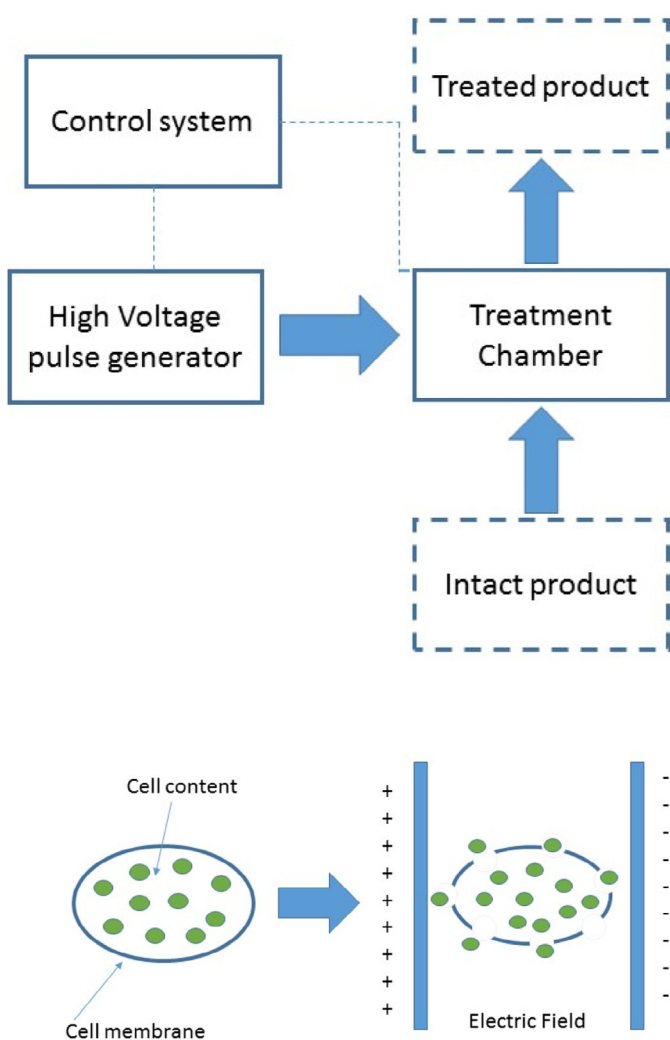 Treated product
Control system
High Voltage
pulse generator
Treatment
Chamber
Intact product
Cell content
Cell membrane
+
+
+
+
+
+
+
+
+
-
-
-
-
-
-
-
-
-
Electric Field